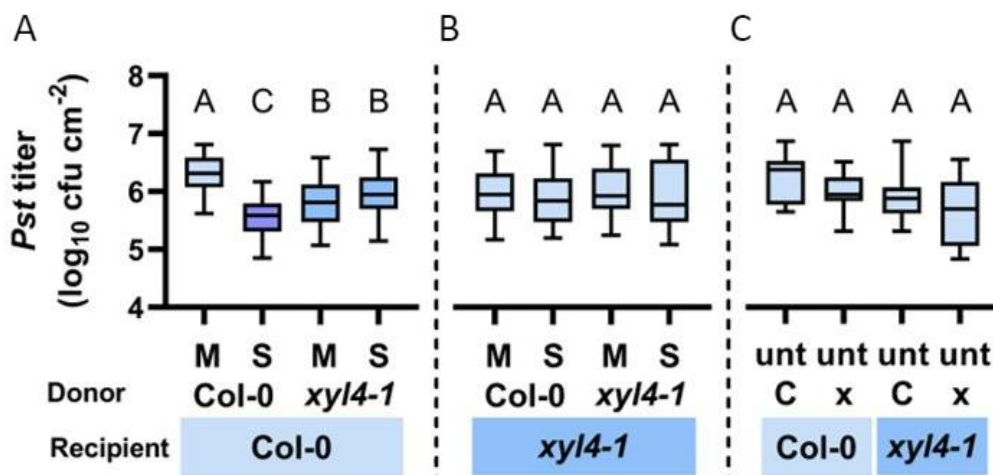 A B C
Pst titer
(log10 cfu cm-2)
8
7
6
5
4
A C B B
A A A A
A A A A
M S M S
M S M S
unt unt unt unt
Donor Col-0 xyl4-1
Col-0 xyl4-1
C x C x
Recipient Col-0
xyl4-1
Col-0 xyl4-1